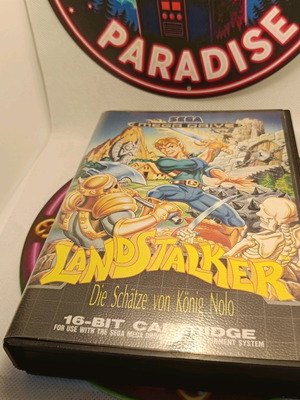 PARADISE
SEGA
MEGA DRIVE
LANDSTALKER
Die Schätze von König Nolo
16-BIT CARTRIDGE
FOR USE WITH THE SEGA MEGA DRIVE SYSTEM